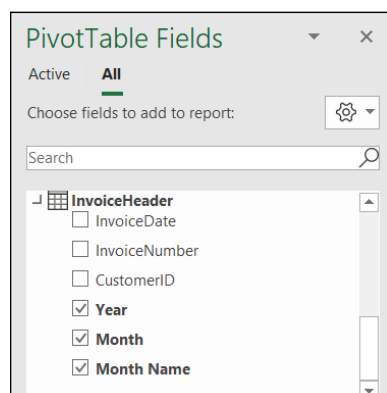 PivotTable Fields
Active All
Choose fields to add to report:
Search
InvoiceHeader
InvoiceDate
InvoiceNumber
CustomerID
Year
Month
Month Name